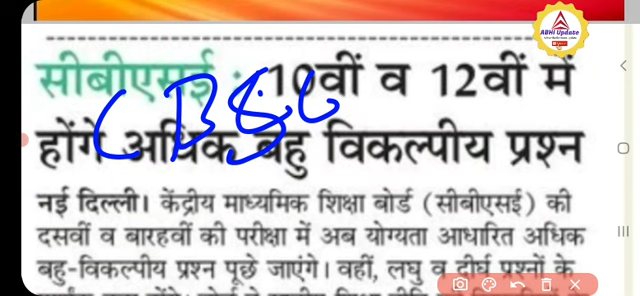 ABHI Update
सीबीएसई : 10वीं व 12वीं में
CBSC
होंगे अधिक बहु विकल्पीय प्रश्न
नई दिल्ली। केंद्रीय माध्यमिक शिक्षा बोर्ड (सीबीएसई) की
दसवीं व बारहवीं की परीक्षा में अब योग्यता आधारित अधिक
बहु-विकल्पीय प्रश्न पूछे जाएंगे। वहीं, लघु व दीर्घ प्रश्नों के